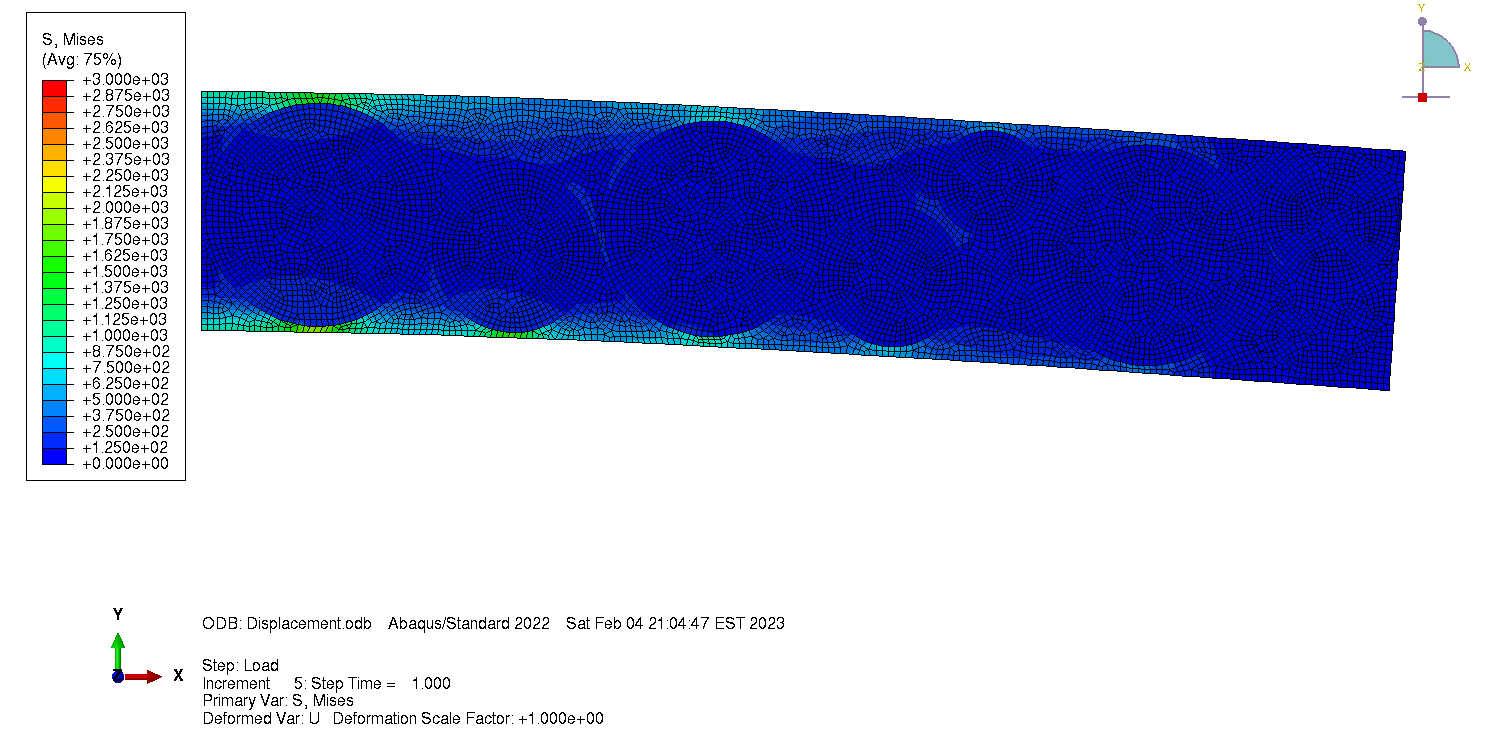 S, Mises
(Avg: 75%)
+3.000e+03
+2.875e+03
+2.750e+03
+2.625e+03
+2.500e+03
+2.375e+03
+2.250e+03
+2.125e+03
+2.000e+03
+1.875e+03
+1.750e+03
+1.625e+03
+1.500e+03
+1.375e+03
+1.250e+03
+1.125e+03
+1.000e+03
+8.750e+02
+7.500e+02
+6.250e+02
+5.000e+02
+3.750e+02
+2.500e+02
+1.250e+02
+0.000e+00
Y
Z
X
Y
Z
X
ODB: Displacement.odb Abaqus/Standard 2022 Sat Feb 04 21:04:47 EST 2023
Step: Load
Increment 5: Step Time = 1.000
Primary Var: S, Mises
Deformed Var: U Deformation Scale Factor: +1.000e+00